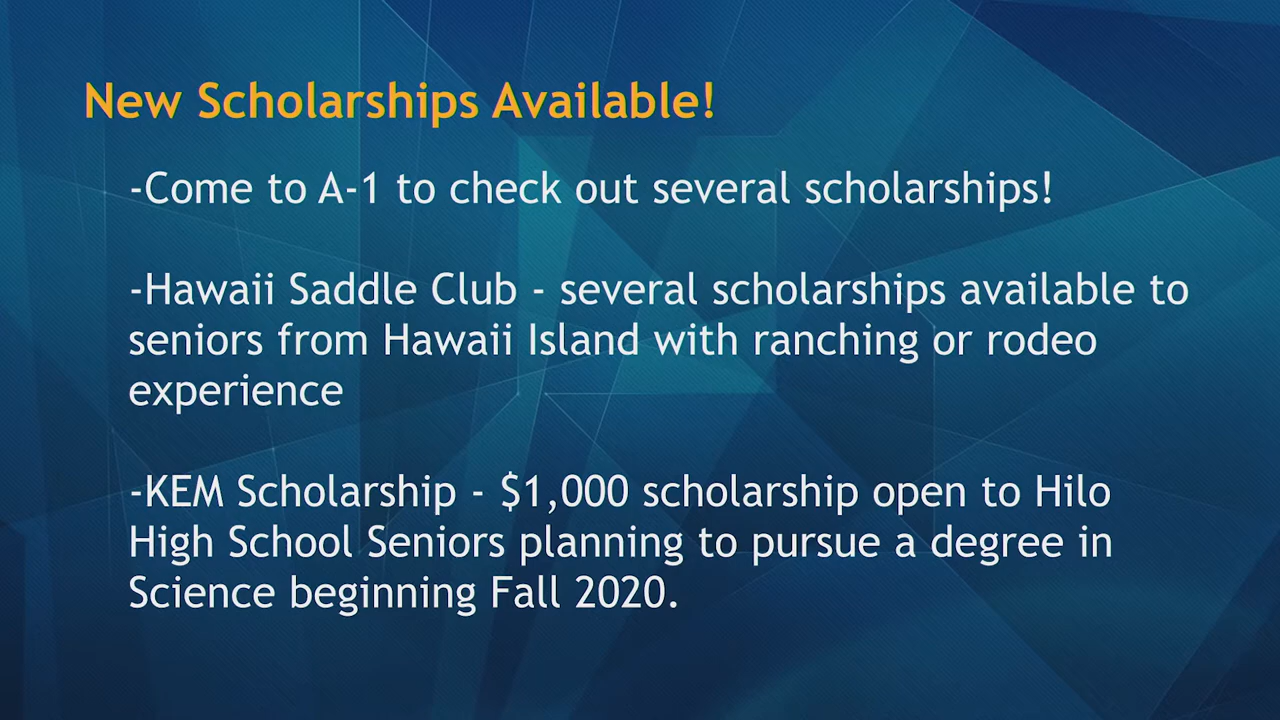 New Scholarships Available!
-Come to A-1 to check out several scholarships!
-Hawaii Saddle Club - several scholarships available to
seniors from Hawaii Island with ranching or rodeo
experience
-KEM Scholarship - $1,000 scholarship open to Hilo
High School Seniors planning to pursue a degree in
Science beginning Fall 2020.